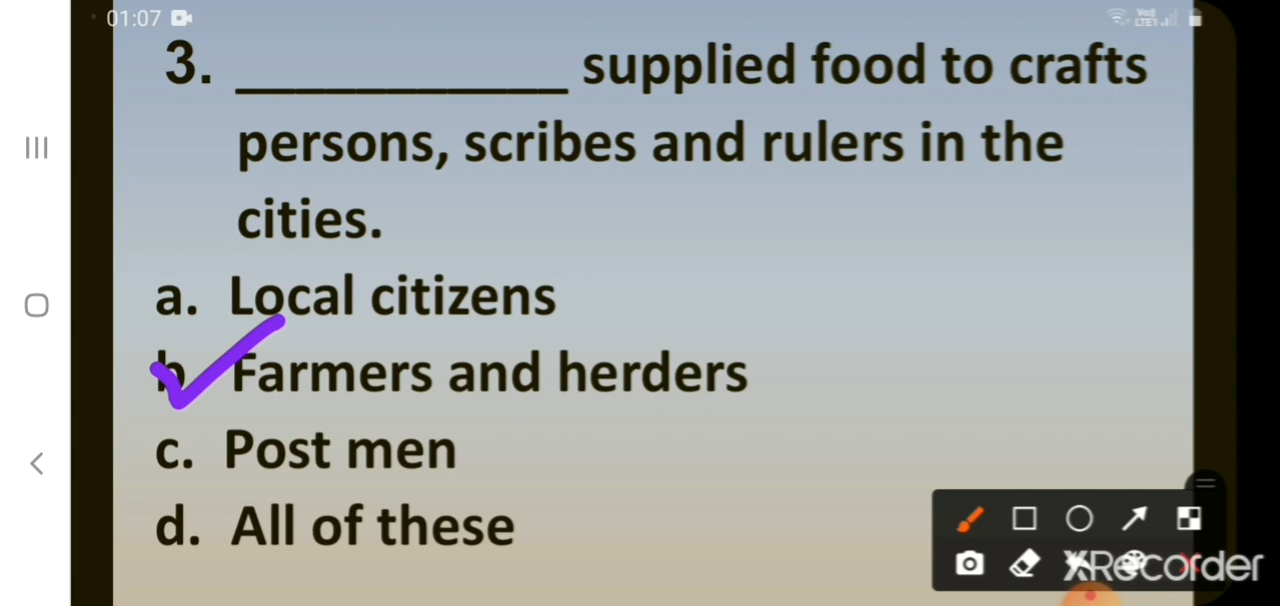 01:07
VoLTE1
3. ____________ supplied food to crafts
persons, scribes and rulers in the
cities.
a. Local citizens
b. Farmers and herders
c. Post men
d. All of these
XRecorder